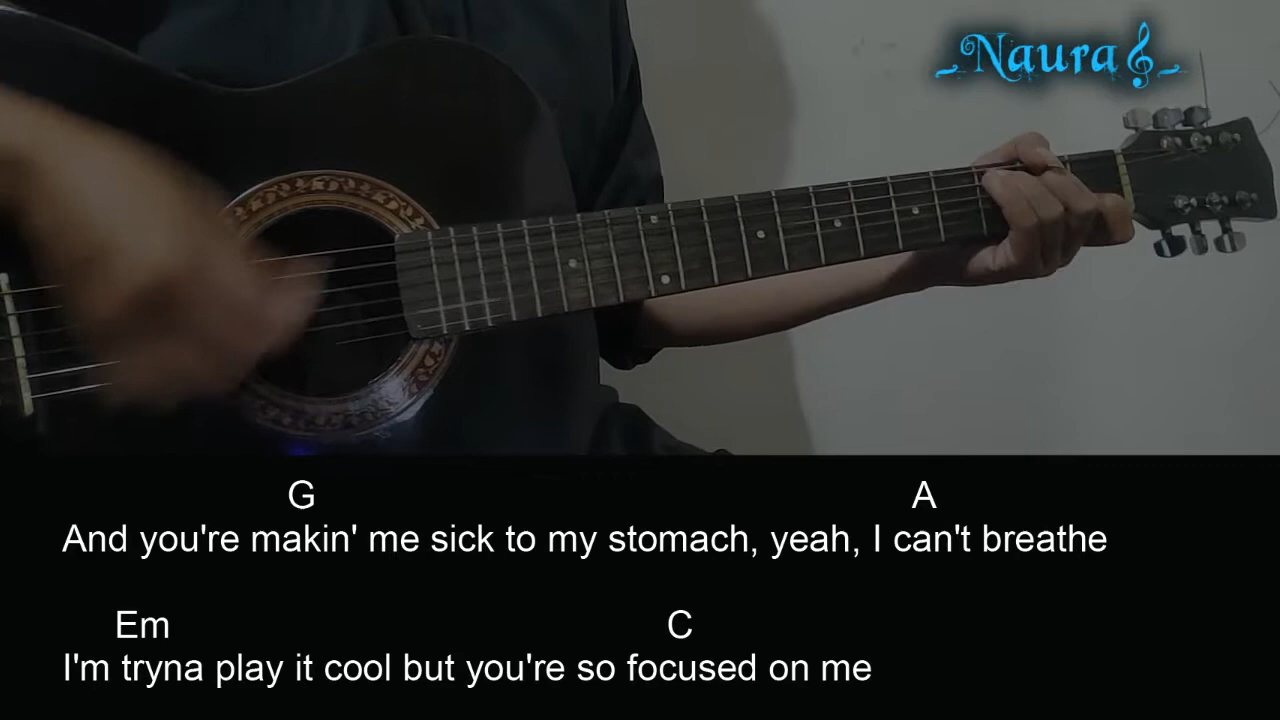 Naura
G A
And you're makin' me sick to my stomach, yeah, I can't breathe
Em C
I'm tryna play it cool but you're so focused on me